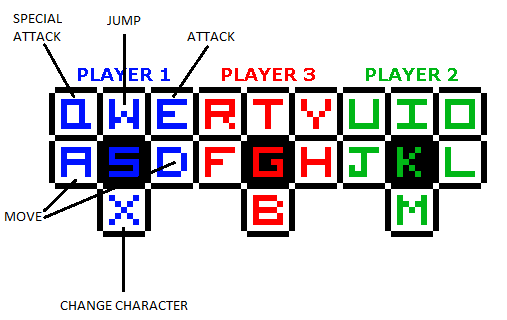 SPECIAL
ATTACK
JUMP
ATTACK
PLAYER 1
PLAYER 3
PLAYER 2
Q W E R T Y U I O
A S D F G H J K L
MOVE
X B M
CHANGE CHARACTER